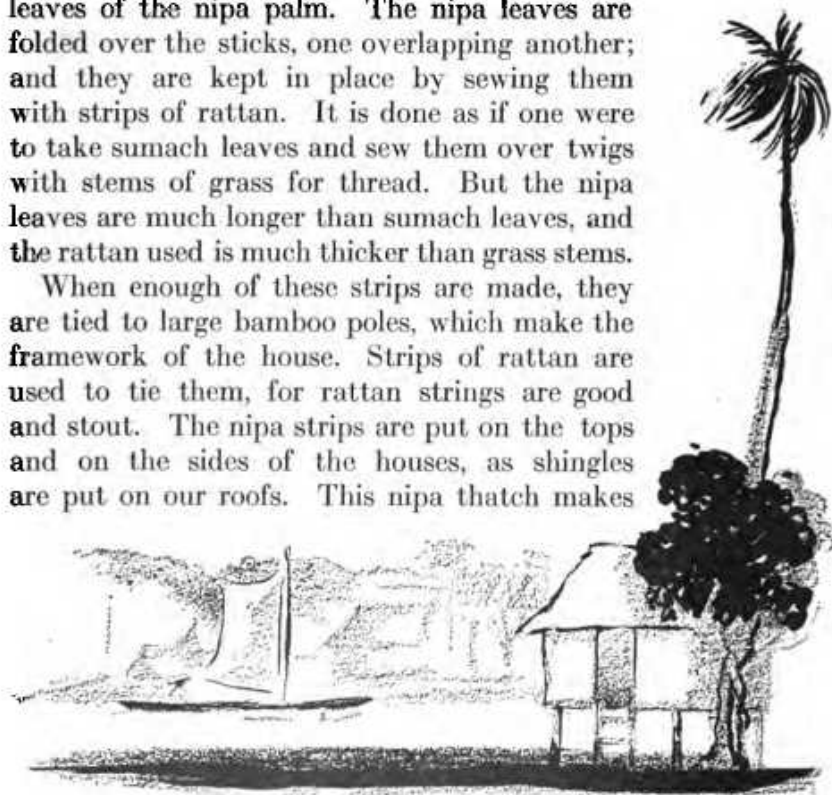 leaves of the nipa palm. The nipa leaves are
folded over the sticks, one overlapping another;
and they are kept in place by sewing them
with strips of rattan. It is done as if one were
to take sumach leaves and sew them over twigs
with stems of grass for thread. But the nipa
leaves are much longer than sumach leaves, and
the rattan used is much thicker than grass stems.
When enough of these strips are made, they
are tied to large bamboo poles, which make the
framework of the house. Strips of rattan are
used to tie them, for rattan strings are good
and stout. The nipa strips are put on the tops
and on the sides of the houses, as shingles
are put on our roofs. This nipa thatch makes